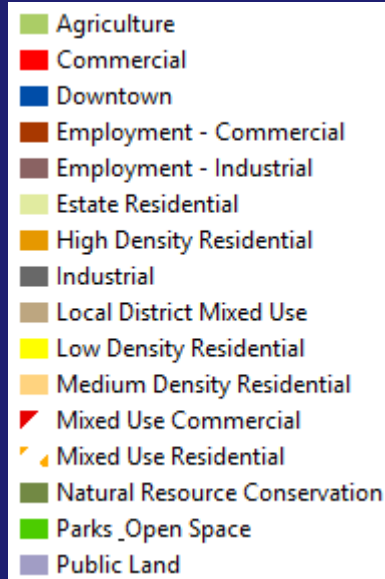 Agriculture
Commercial
Downtown
Employment - Commercial
Employment - Industrial
Estate Residential
High Density Residential
Industrial
Local District Mixed Use
Low Density Residential
Medium Density Residential
Mixed Use Commercial
Mixed Use Residential
Natural Resource Conservation
Parks _Open Space
Public Land